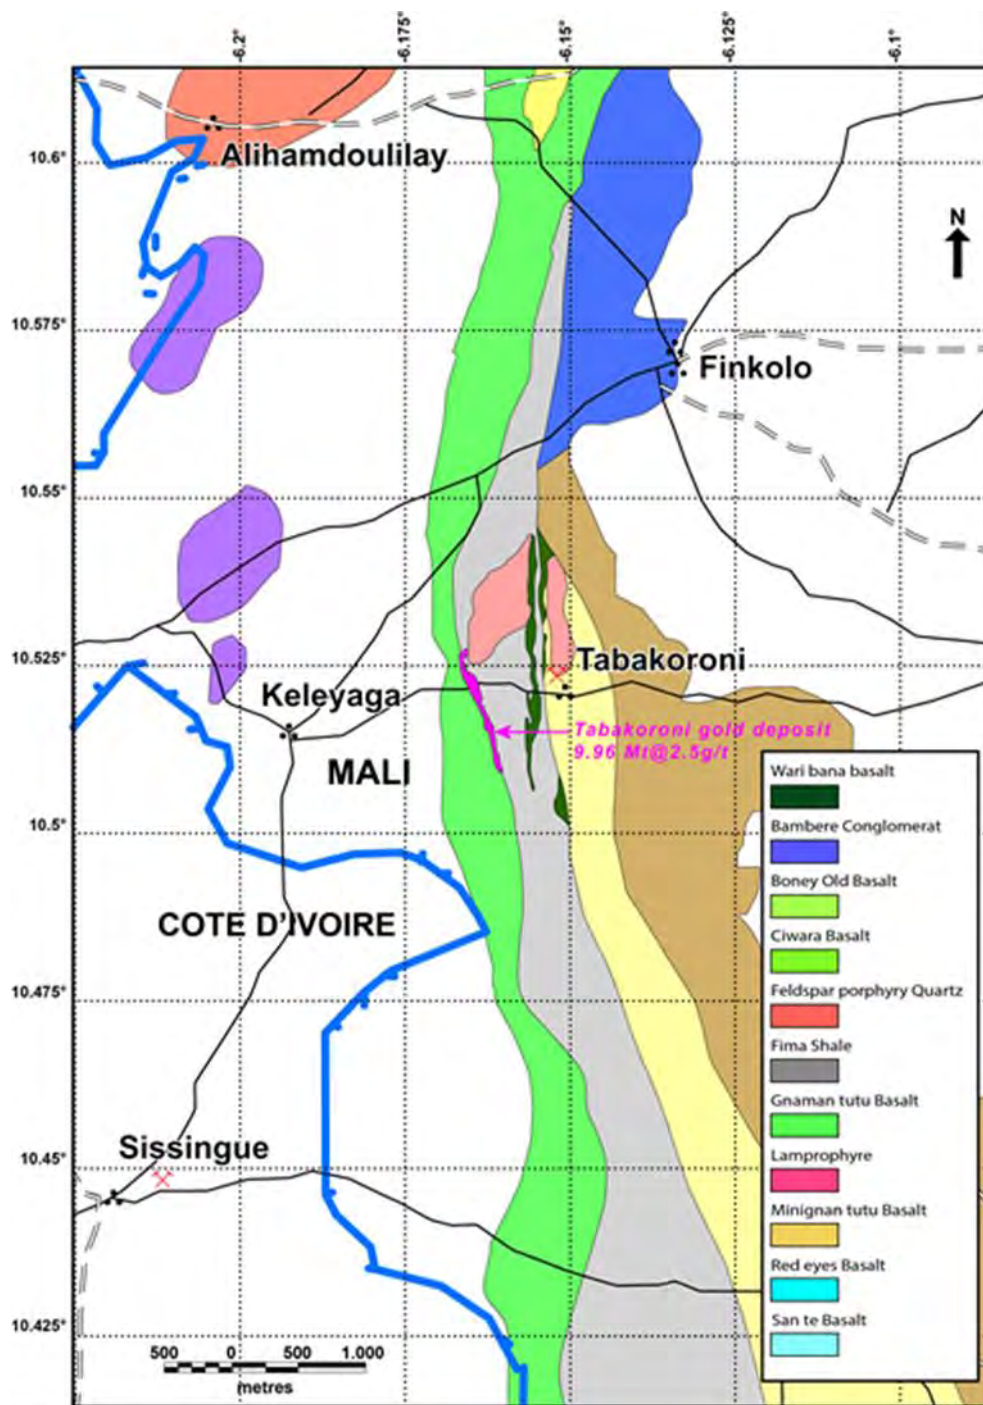 -6.2°
-6.175°
-6.15°
-6.125°
-6.1°
10.6°
Alihamdoulilay
N
10.575°
Finkolo
10.55°
10.525°
Tabakoroni
Keleyaga
Tabakoroni gold deposit
9.96 Mt@2.5g/t
MALI
10.5°
COTE D'IVOIRE
10.475°
Sissingue
10.45°
10.425°
500 0 500 1.000
metres
Wari bana basalt
Bambere Conglomerat
Boney Old Basalt
Ciwara Basalt
Feldspar porphyry Quartz
Fima Shale
Gnaman tutu Basalt
Lamprophyre
Minignan tutu Basalt
Red eyes Basalt
San te Basalt